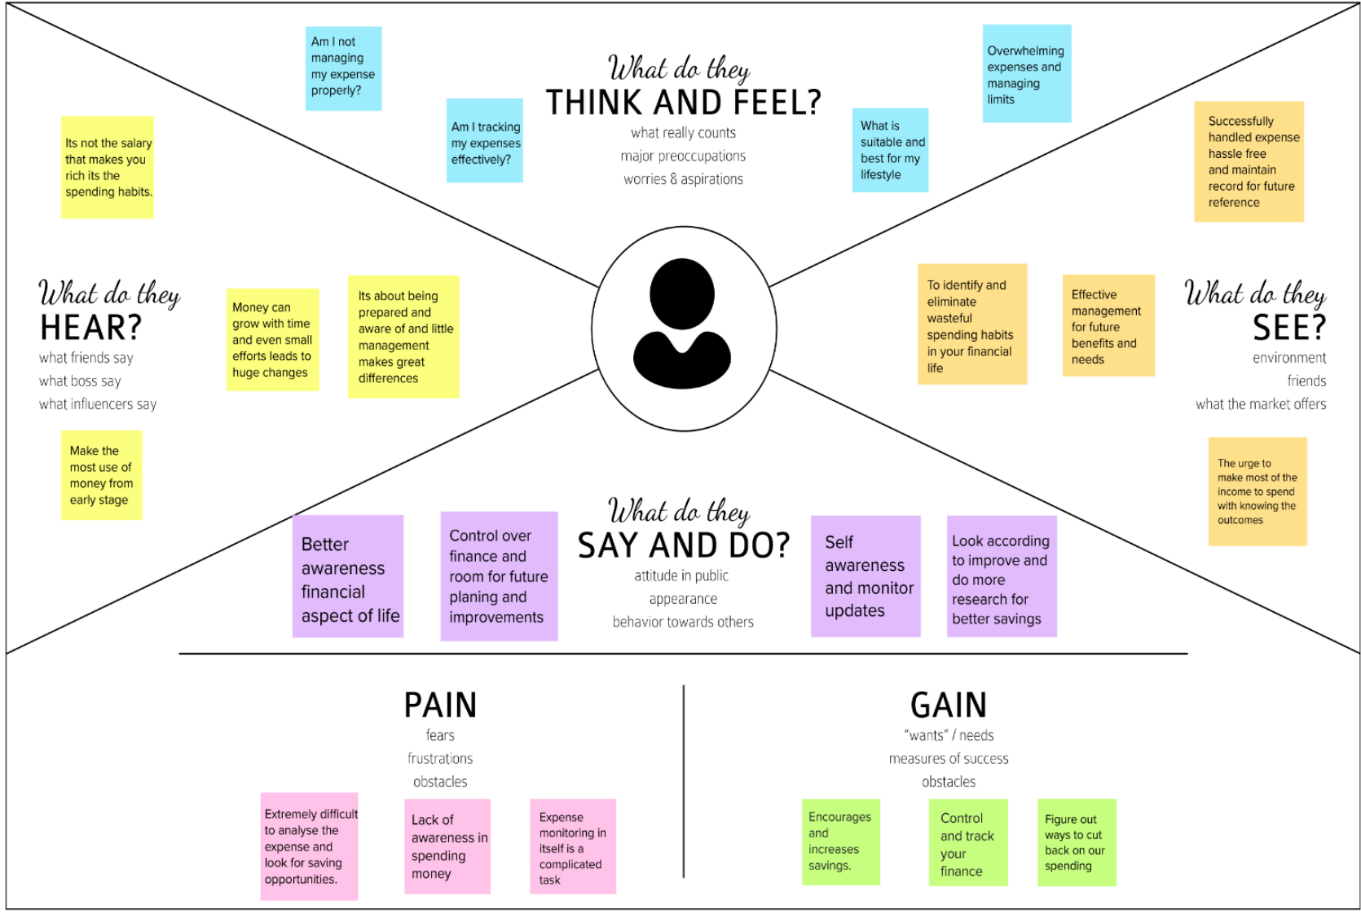 What do they
THINK AND FEEL?
what really counts
major preoccupations
worries & aspirations
Am I not
managing
my expense
properly?
Am I tracking
my expenses
effectively?
What is
suitable and
best for my
lifestyle
Overwhelming
expenses and
managing
limits
Its not the salary
that makes you
rich its the
spending habits.
What do they
HEAR?
what friends say
what boss say
what influencers say
Money can
grow with time
and even small
efforts leads to
huge changes
Its about being
prepared and
aware of and little
management
makes great
differences
Make the
most use of
money from
early stage
Successfully
handled expense
hassle free
and maintain
record for future
reference
To identify and
eliminate
wasteful
spending habits
in your financial
life
Effective
management
for future
benefits and
needs
What do they
SEE?
environment
friends
what the market offers
The urge to
make most of the
income to spend
with knowing the
outcomes
What do they
SAY AND DO?
attitude in public
appearance
behavior towards others
Better
awareness
financial
aspect of life
Control over
finance and
room for future
planing and
improvements
Self
awareness
and monitor
updates
Look according
to improve and
do more
research for
better savings
PAIN
fears
frustrations
obstacles
Extremely difficult
to analyse the
expense and
look for saving
opportunities.
Lack of
awareness in
spending
money
Expense
monitoring in
itself is a
complicated
task
GAIN
“wants” / needs
measures of success
obstacles
Encourages
and
increases
savings.
Control
and track
your
finance
Figure out
ways to cut
back on our
spending